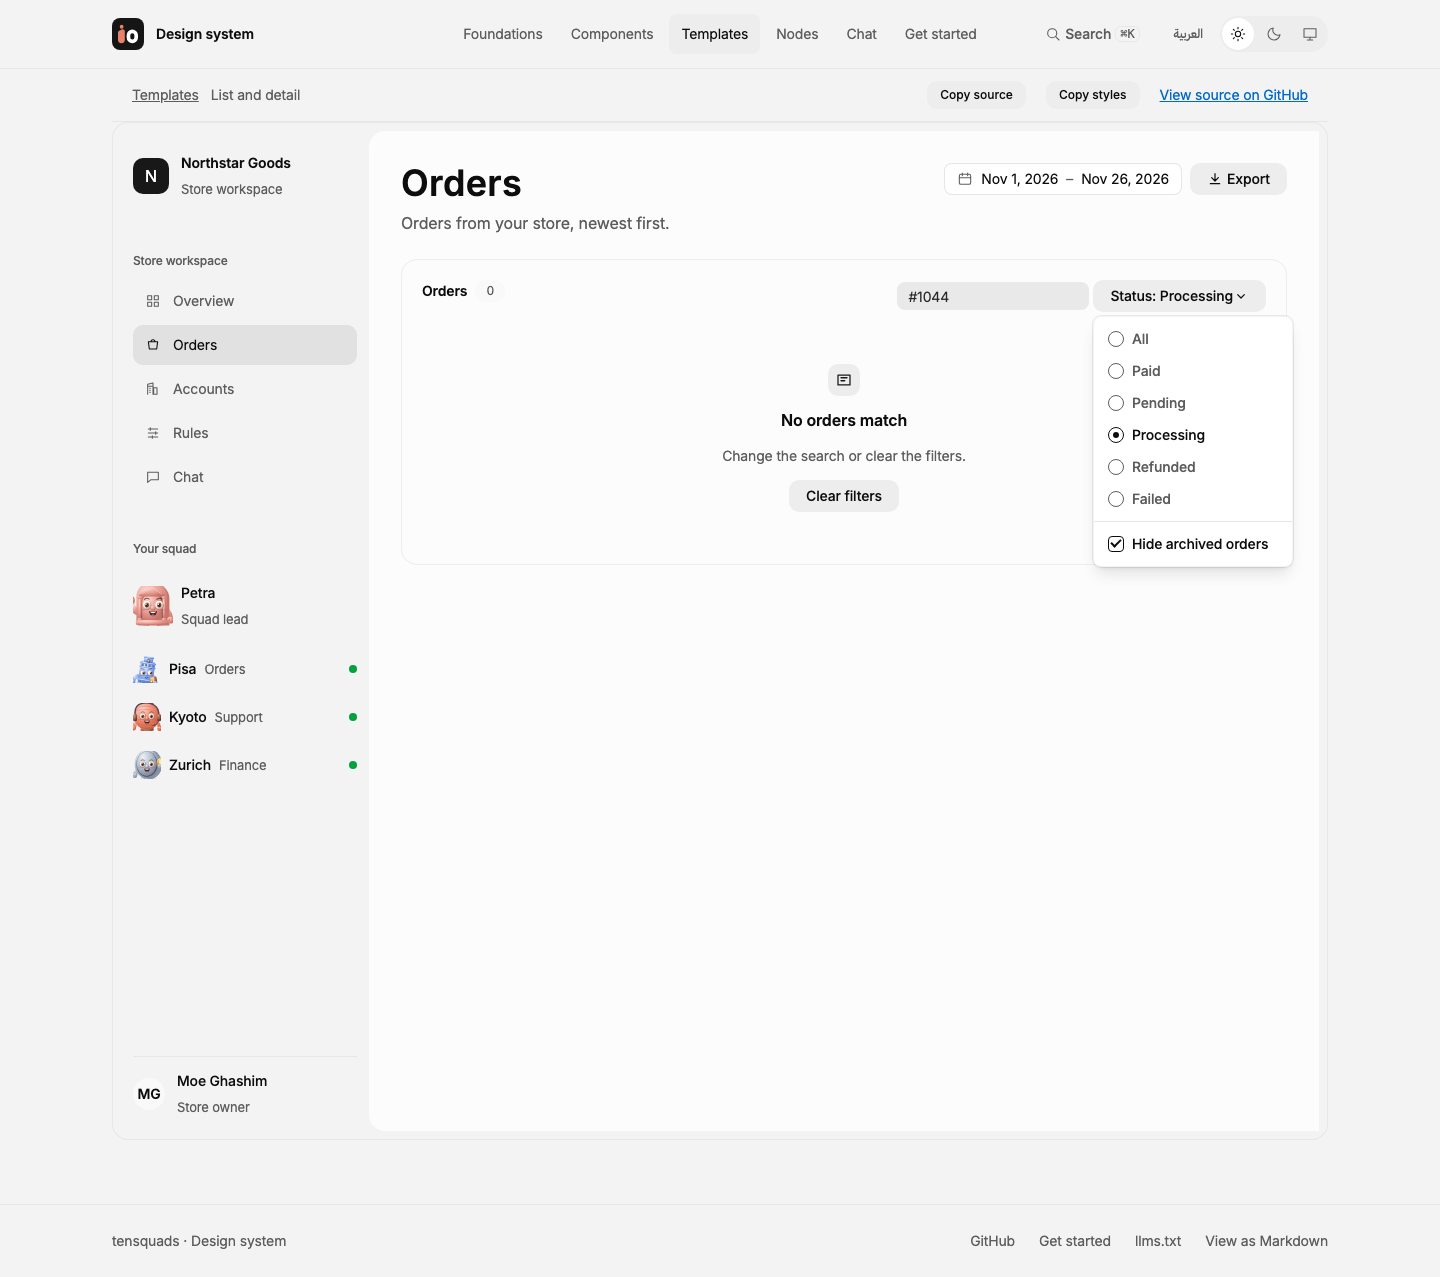 io Design system
Foundations Components Templates Nodes Chat Get started
Search ⌘K العربية
Templates List and detail
Copy source Copy styles View source on GitHub
N Northstar Goods
Store workspace
Store workspace
Overview
Orders
Accounts
Rules
Chat
Your squad
Petra
Squad lead
Pisa Orders
Kyoto Support
Zurich Finance
MG Moe Ghashim
Store owner
Orders
Orders from your store, newest first.
Nov 1, 2026 – Nov 26, 2026 Export
Orders 0
#1044 Status: Processing
All
Paid
Pending
Processing
Refunded
Failed
Hide archived orders
No orders match
Change the search or clear the filters.
Clear filters
tensquads · Design system
GitHub Get started llms.txt View as Markdown